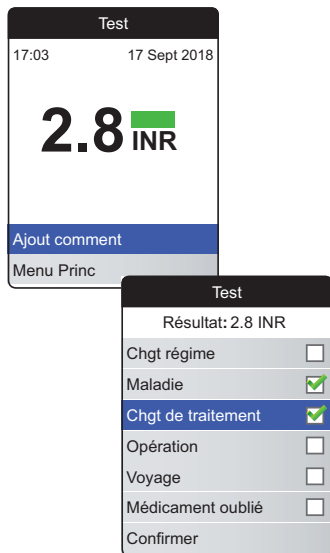 Test
17:03 17 Sept 2018
2.8 INR
Ajout comment
Menu Princ
Test
Résultat: 2.8 INR
Chgt régime
Maladie
Chgt de traitement
Opération
Voyage
Médicament oublié
Confirmer